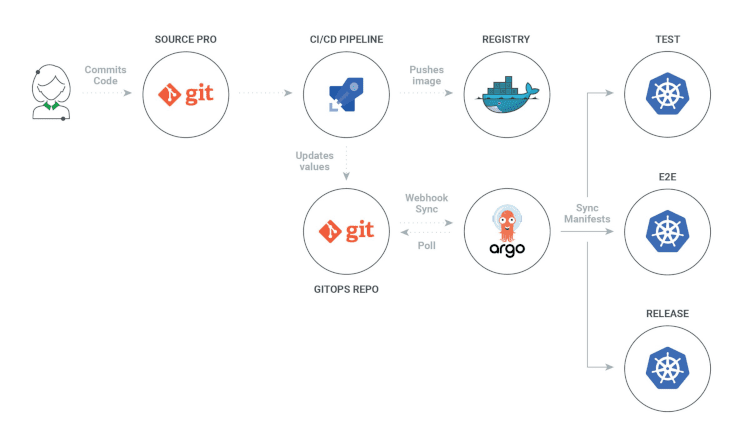 SOURCE PRO
CI/CD PIPELINE
REGISTRY
TEST
Commits
Code
git
Pushes
image
Updates
values
E2E
git
Webhook
Sync
Poll
argo
Sync
Manifests
GITOPS REPO
RELEASE